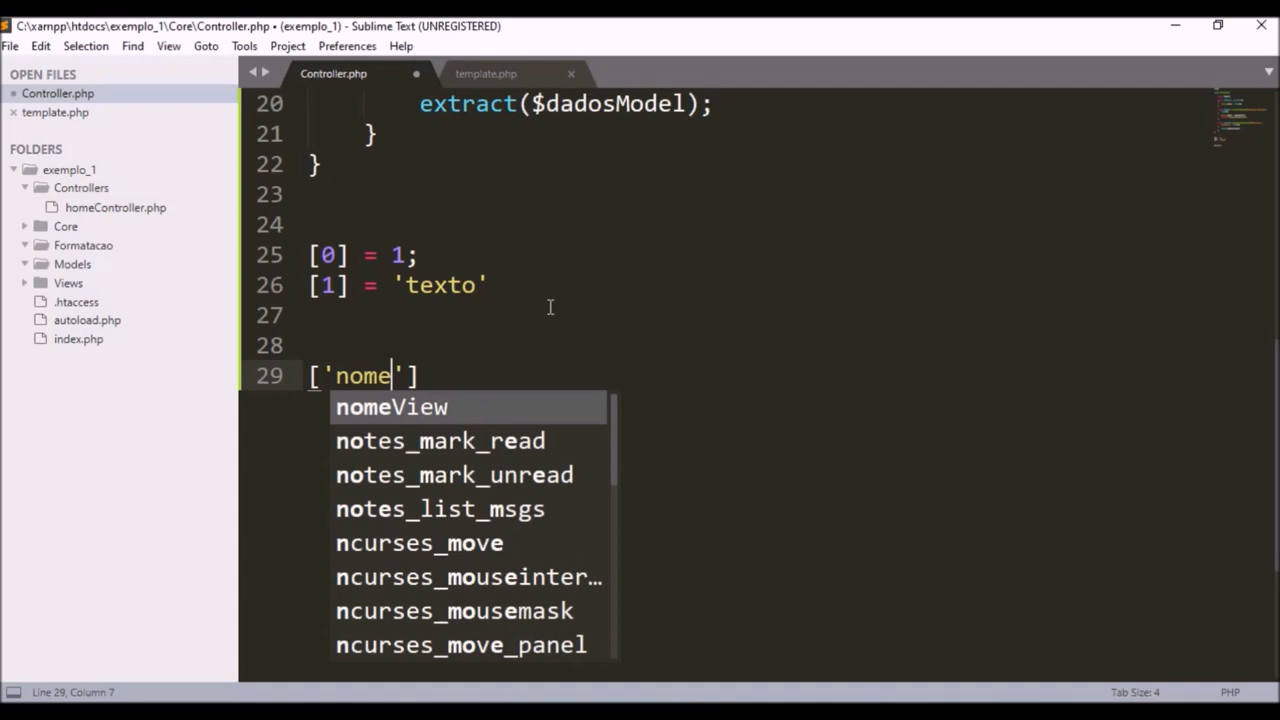 C:\xampp\htdocs\exemplo_1\Core\Controller.php • (exemplo_1) - Sublime Text (UNREGISTERED)
File Edit Selection Find View Goto Tools Project Preferences Help
OPEN FILES
Controller.php
template.php
FOLDERS
exemplo_1
Controllers
homeController.php
Core
Formatacao
Models
Views
.htaccess
autoload.php
index.php
Controller.php template.php
20 extract($dadosModel);
21 }
22 }
23
24
25 [0] = 1;
26 [1] = 'texto'
27
28
29 ['nome']
nomeView
notes_mark_read
notes_mark_unread
notes_list_msgs
ncurses_move
ncurses_mouseinter…
ncurses_mousemask
ncurses_move_panel
Line 29, Column 7 Tab Size: 4 PHP